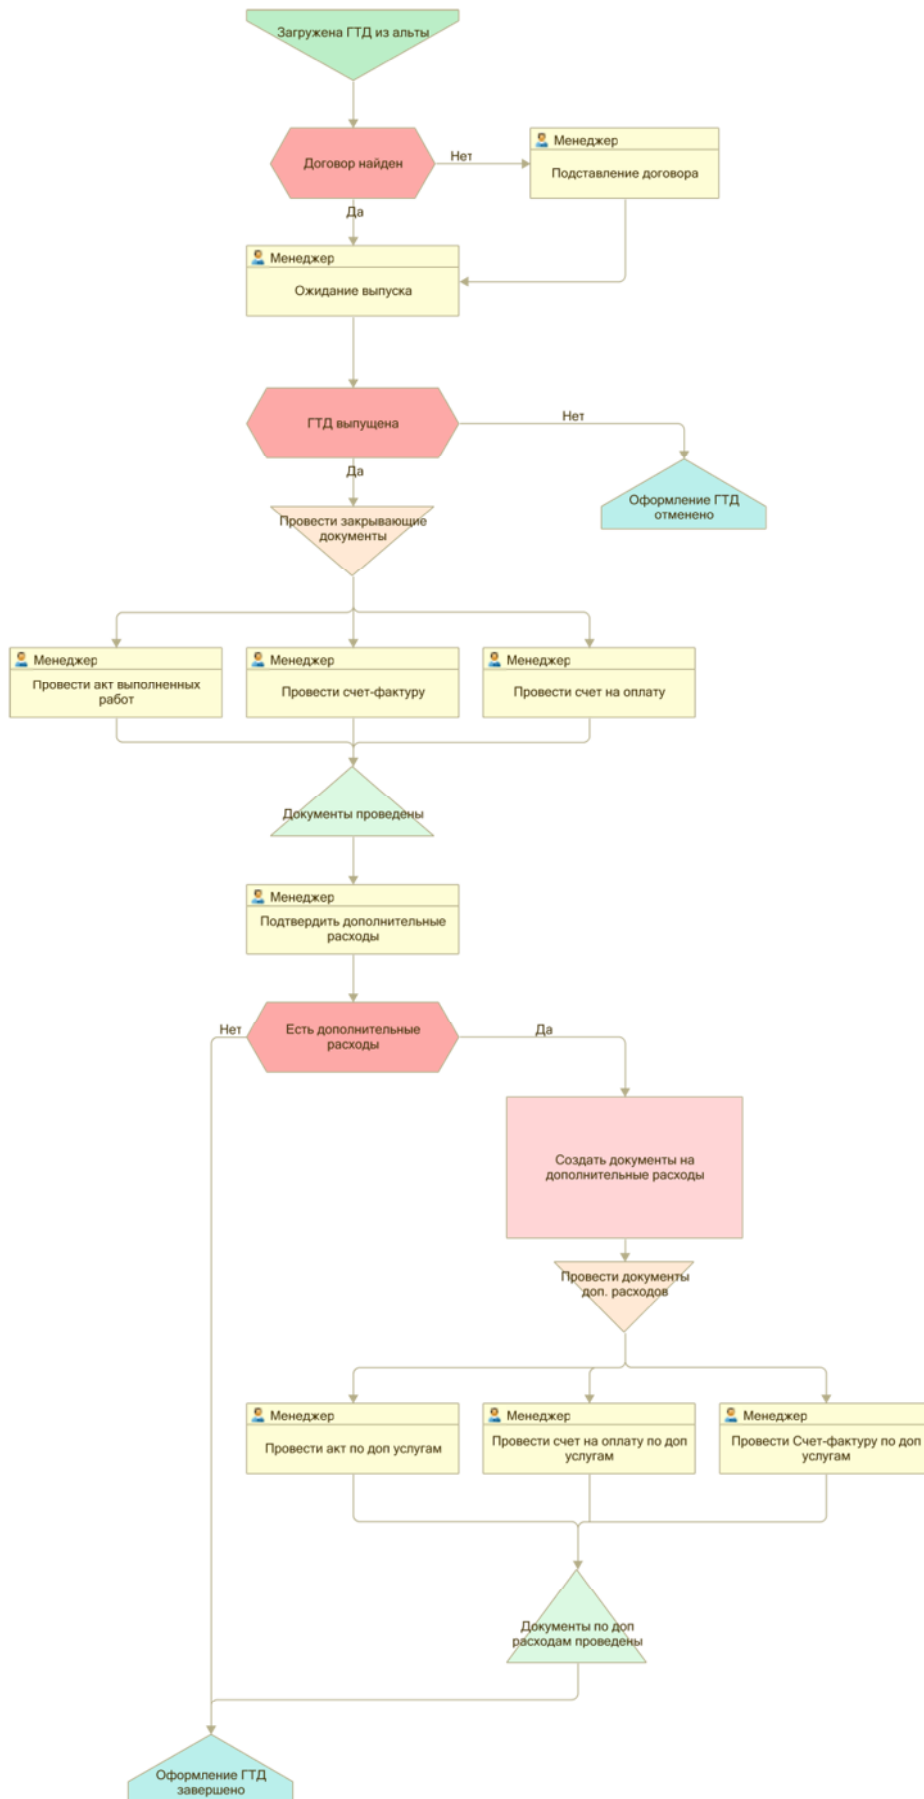 Загружена ГТД из альты
Договор найден
Нет
Менеджер
Подставление договора
Да
Менеджер
Ожидание выпуска
ГТД выпущена
Нет
Оформление ГТД
отменено
Да
Провести закрывающие
документы
Менеджер
Провести акт выполненных
работ
Менеджер
Провести счет-фактуру
Менеджер
Провести счет на оплату
Документы проведены
Менеджер
Подтвердить дополнительные
расходы
Нет
Есть дополнительные
расходы
Да
Создать документы на
дополнительные расходы
Провести документы
доп. расходов
Менеджер
Провести акт по доп услугам
Менеджер
Провести счет на оплату по доп
услугам
Менеджер
Провести Счет-фактуру по доп
услугам
Документы по доп
расходам проведены
Оформление ГТД
завершено